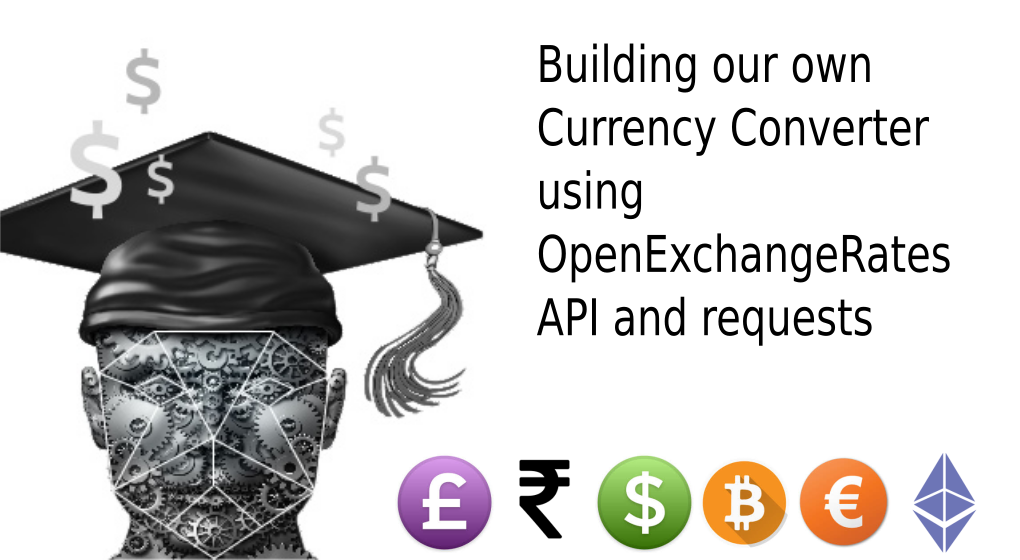 $
$
$
$
$
Building our own
Currency Converter
using
OpenExchangeRates
API and requests
£ ₹ $ ₿ €